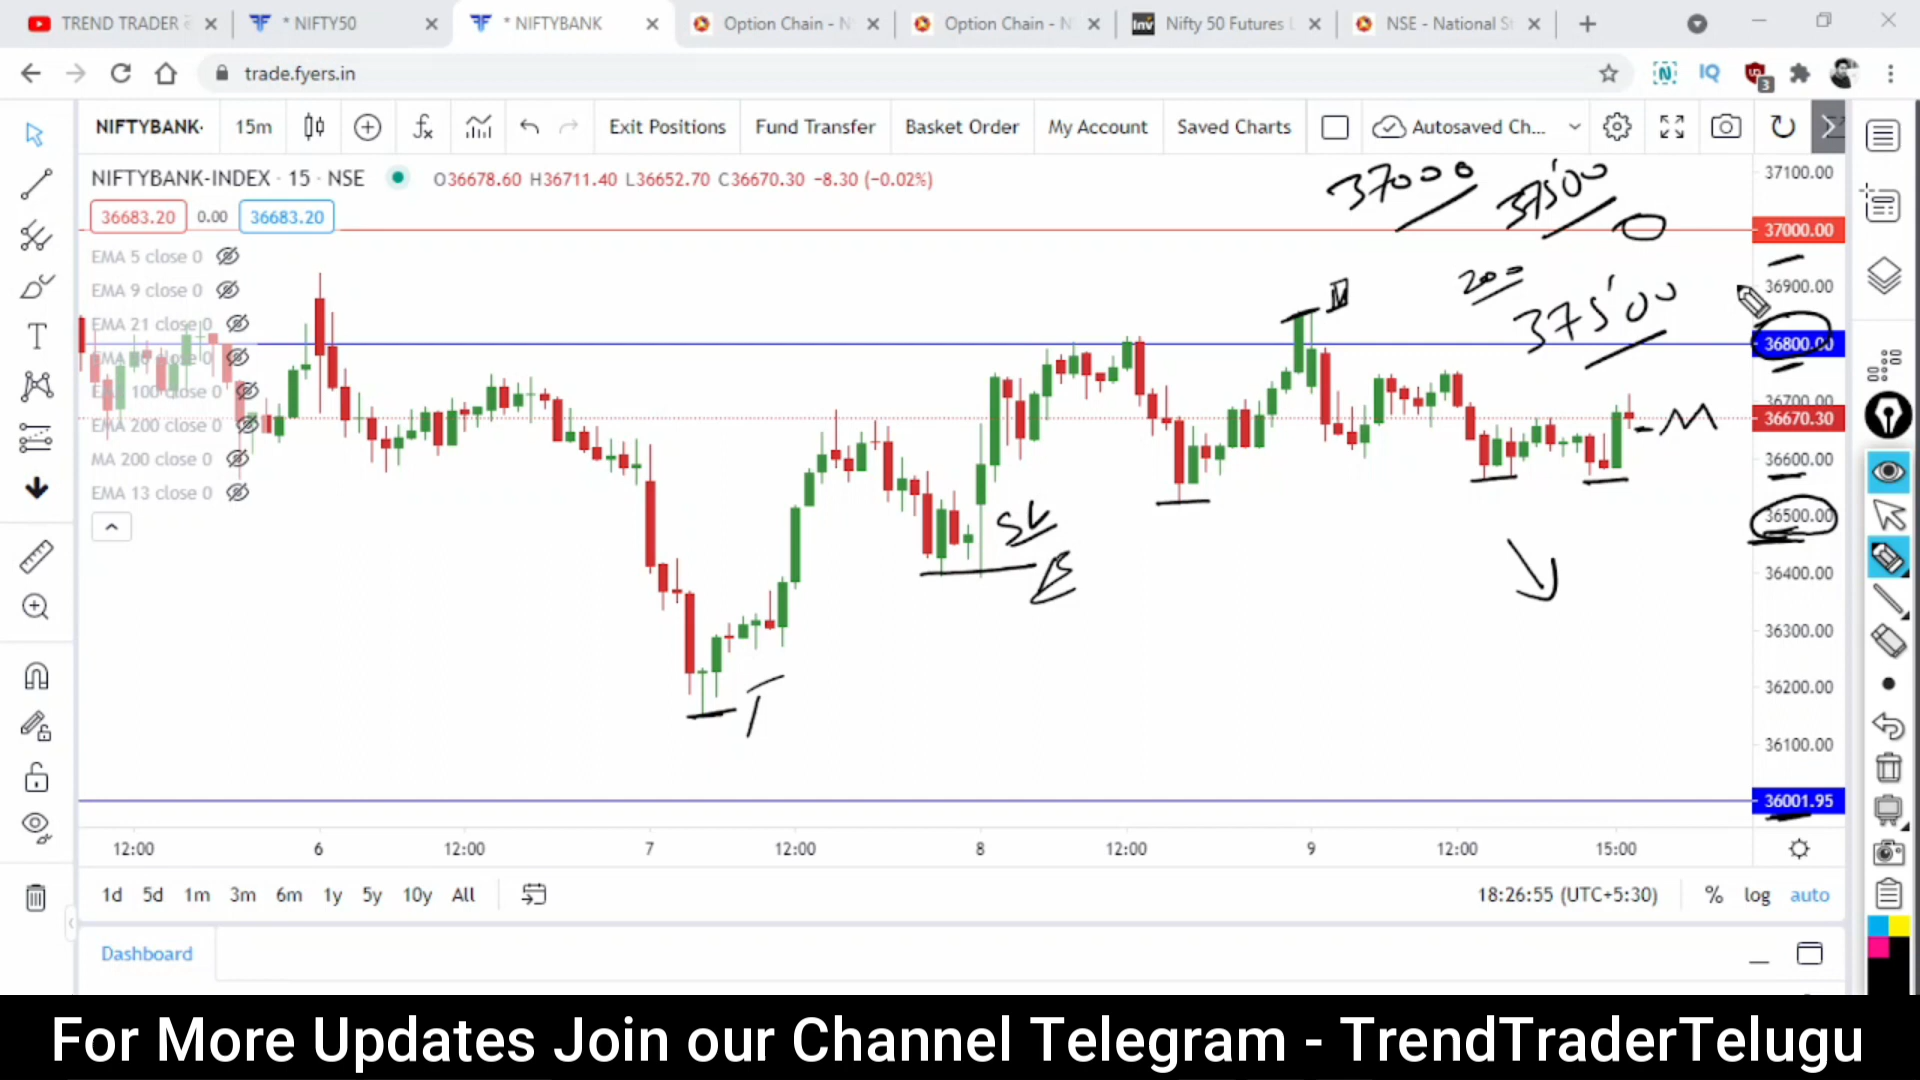 TREND TRADER
* NIFTY50
* NIFTYBANK
Option Chain - N
Option Chain - N
Inv Nifty 50 Futures
NSE - National St
trade.fyers.in
3
NIFTYBANK-
15m
Exit Positions
Fund Transfer
Basket Order
My Account
Saved Charts
Autosaved Ch...
NIFTYBANK-INDEX · 15 · NSE
O36678.60 H36711.40 L36652.70 C36670.30 -8.30 (-0.02%)
36683.20 0.00 36683.20
EMA 5 close 0
EMA 9 close 0
EMA 21 close 0
EMA 100 close 0
EMA 200 close 0
MA 200 close 0
EMA 13 close 0
37000
37500
200
37500
SL
T
M
37100.00
37000.00
36900.00
36800.00
36700.00
36670.30
36600.00
36500.00
36400.00
36300.00
36200.00
36100.00
36001.95
12:00 6 12:00 7 12:00 8 12:00 9 12:00 15:00
1d 5d 1m 3m 6m 1y 5y 10y All
18:26:55 (UTC+5:30) % log auto
Dashboard
For More Updates Join our Channel Telegram - TrendTraderTelugu